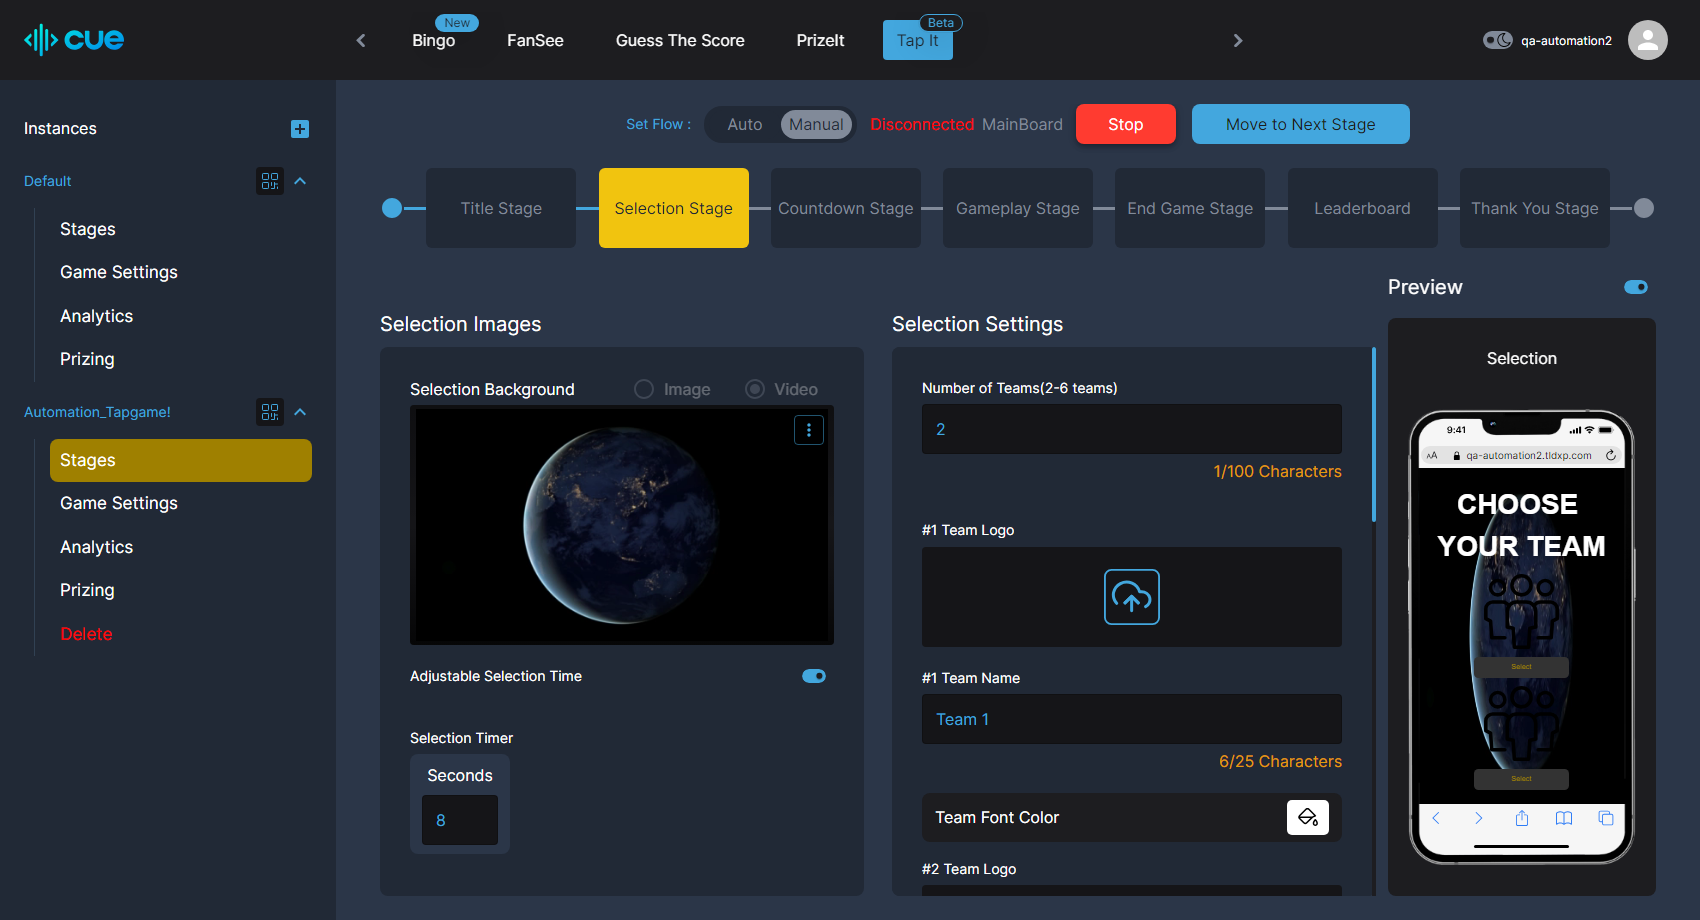 cue
New
Bingo
FanSee
Guess The Score
PrizeIt
Beta
Tap It
qa-automation2
Instances
Default
Stages
Game Settings
Analytics
Prizing
Automation_Tapgame!
Stages
Game Settings
Analytics
Prizing
Delete
Set Flow :
Auto
Manual
Disconnected MainBoard
Stop
Move to Next Stage
Title Stage
Selection Stage
Countdown Stage
Gameplay Stage
End Game Stage
Leaderboard
Thank You Stage
Selection Images
Selection Background
Image
Video
Adjustable Selection Time
Selection Timer
Seconds
8
Selection Settings
Number of Teams(2-6 teams)
2
1/100 Characters
#1 Team Logo
#1 Team Name
Team 1
6/25 Characters
Team Font Color
#2 Team Logo
Preview
Selection
9:41
AA
qa-automation2.tldxp.com
CHOOSE
YOUR TEAM
Select
Select